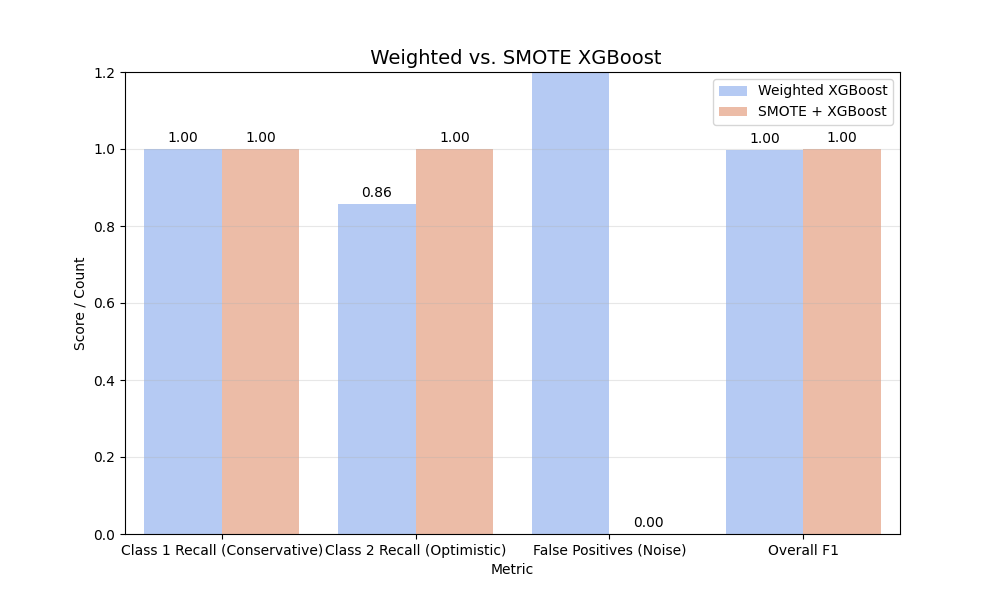 Weighted vs. SMOTE XGBoost
Weighted XGBoost
SMOTE + XGBoost
1.00
1.00
0.86
1.00
0.00
1.00
1.00
1.2
1.0
0.8
0.6
0.4
0.2
0.0
Score / Count
Class 1 Recall (Conservative)
Class 2 Recall (Optimistic)
False Positives (Noise)
Overall F1
Metric